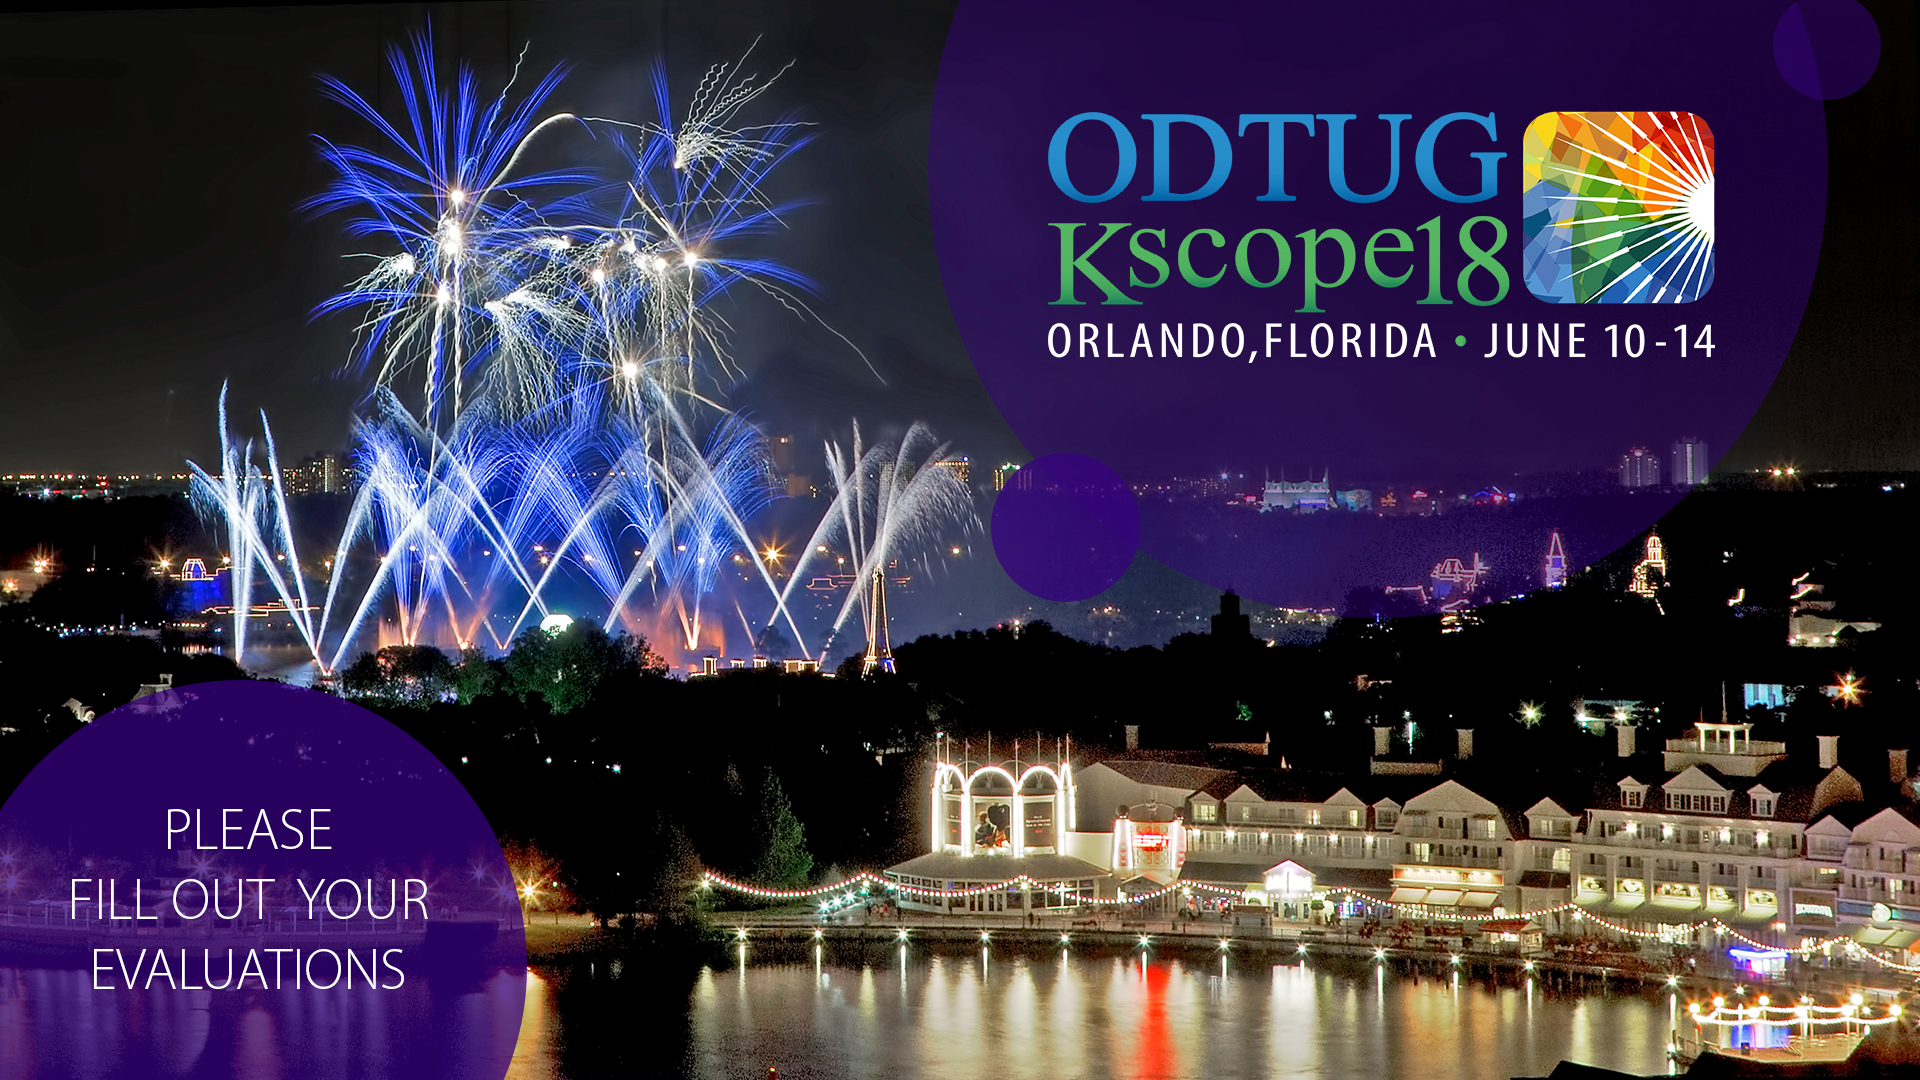 ODTUG
Kscope18
ORLANDO, FLORIDA • JUNE 10-14
PLEASE
FILL OUT YOUR
EVALUATIONS